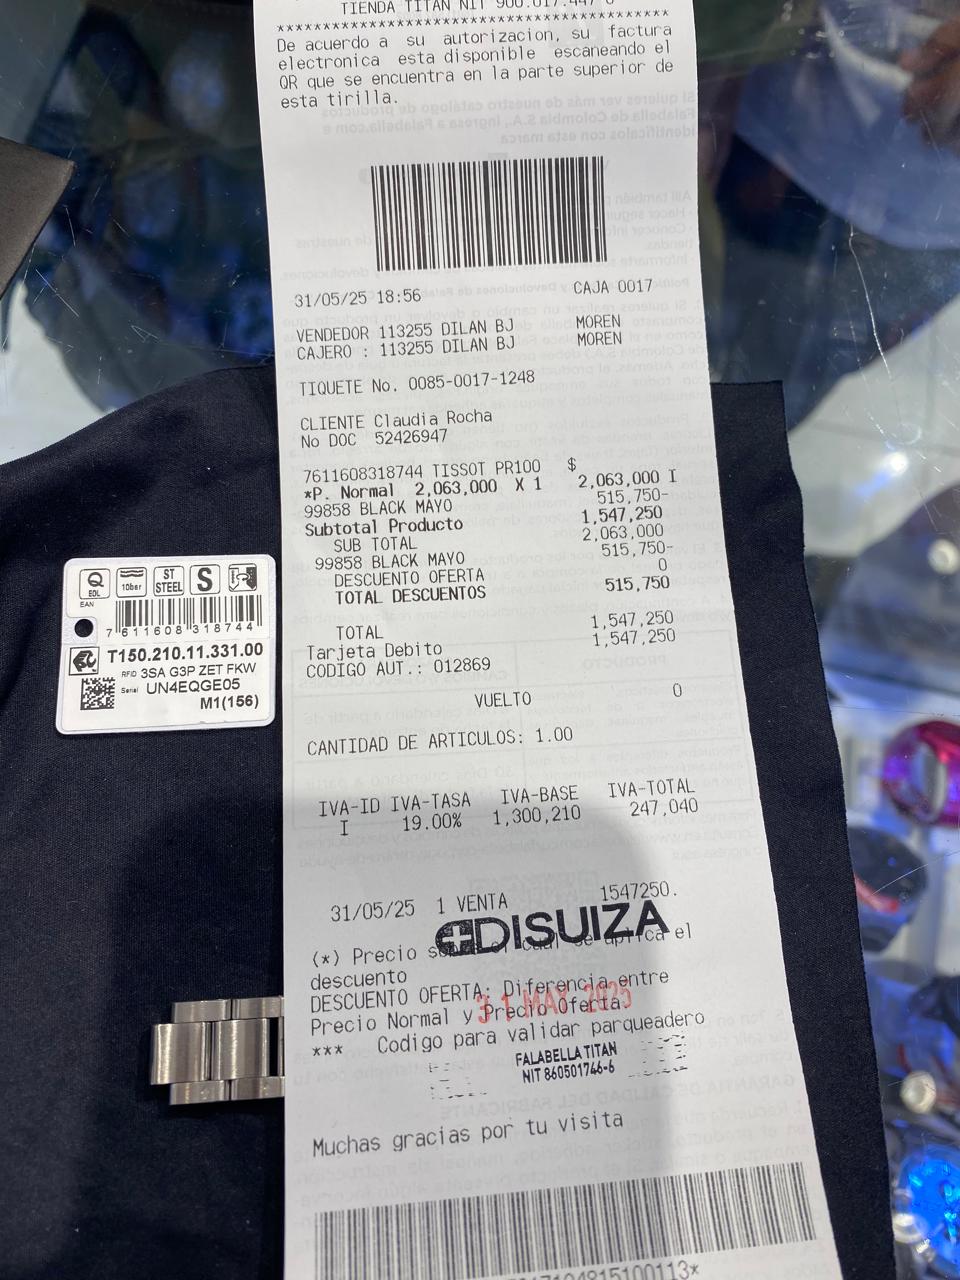 TIENDA TITAN NIT 900.017.447
****************************************
De acuerdo a su autorizacion, su factura
electronica esta disponible escaneando el
QR que se encuentra en la parte superior de
esta tirilla.
31/05/25 18:56 CAJA 0017
VENDEDOR 113255 DILAN BJ MOREN
CAJERO : 113255 DILAN BJ MOREN
TIQUETE No. 0085-0017-1248
CLIENTE Claudia Rocha
No DOC 52426947
7611608318744 TISSOT PR100 $
*P. Normal 2,063,000 X 1 2,063,000 I
99858 BLACK MAYO 515,750-
Subtotal Producto 1,547,250
SUB TOTAL 2,063,000
99858 BLACK MAYO 515,750-
DESCUENTO OFERTA 0
TOTAL DESCUENTOS 515,750
TOTAL 1,547,250
Tarjeta Debito 1,547,250
CODIGO AUT.: 012869
VUELTO 0
CANTIDAD DE ARTICULOS: 1.00
IVA-ID IVA-TASA IVA-BASE IVA-TOTAL
I 19.00% 1,300,210 247,040
31/05/25 1 VENTA 1547250.
DISUIZA
(*) Precio el
descuento
DESCUENTO OFERTA: Diferencia entre
31 MAY 2025
Precio Normal y Precio Oferta.
*** Codigo para validar parqueadero
FALABELLA TITAN
NIT 860501746-6
Muchas gracias por tu visita
Q EOL
10ber
ST STEEL
S
EAN
7 611608 318744
T150.210.11.331.00
RFID 3SA G3P ZET FKW
Serial UN4EQGE05
M1(156)